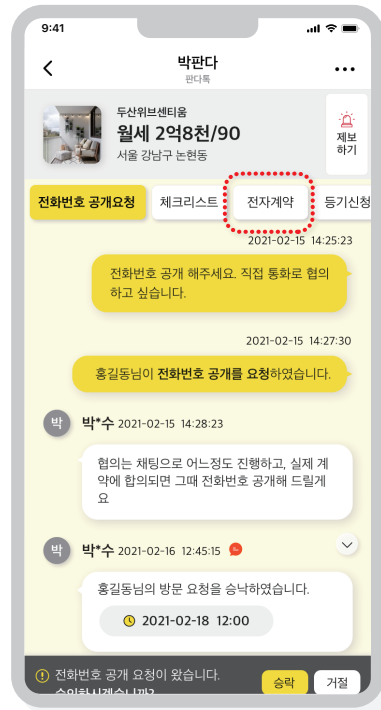 9:41
박판다
판다톡
두산위브센티움
월세 2억8천/90
서울 강남구 논현동
제보
하기
전화번호 공개요청 체크리스트 전자계약 등기신청
2021-02-15 14:25:23
전화번호 공개 해주세요. 직접 통화로 협의
하고 싶습니다.
2021-02-15 14:27:30
홍길동님이 전화번호 공개를 요청하였습니다.
박 박*수 2021-02-15 14:28:23
협의는 채팅으로 어느정도 진행하고, 실제 계
약에 합의되면 그때 전화번호 공개해 드릴게
요
박 박*수 2021-02-16 12:45:15
홍길동님의 방문 요청을 승낙하였습니다.
2021-02-18 12:00
전화번호 공개 요청이 왔습니다.
승인하시겠습니까?
승락 거절